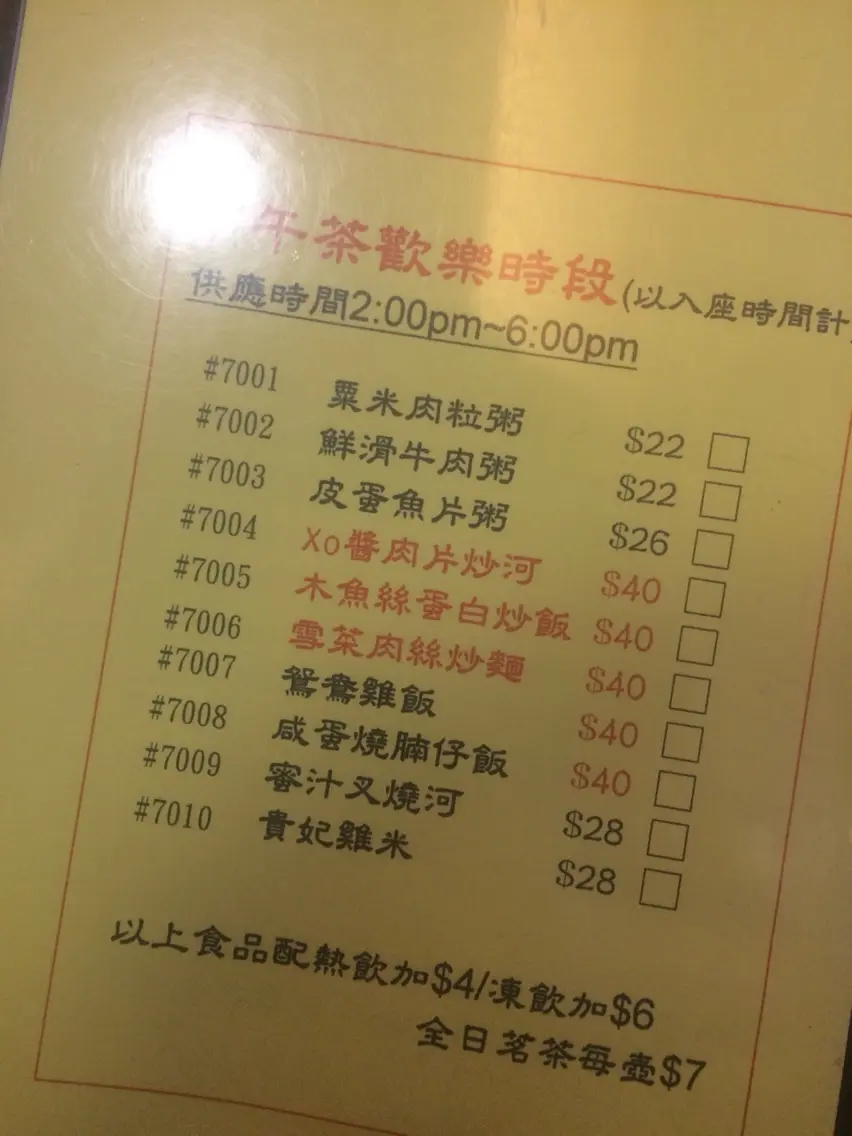 午茶歡樂時段(以入座時間計)
供應時間2:00pm~6:00pm
#7001 粟米肉粒粥 $22 □
#7002 鮮滑牛肉粥 $22 □
#7003 皮蛋魚片粥 $26 □
#7004 Xo醬肉片炒河 $40 □
#7005 木魚絲蛋白炒飯 $40 □
#7006 雪菜肉絲炒麵 $40 □
#7007 鴛鴦雞飯 $40 □
#7008 咸蛋燒腩仔飯 $40 □
#7009 蜜汁叉燒河 $28 □
#7010 貴妃雞米 $28 □
以上食品配熱飲加$4/凍飲加$6
全日茗茶每壺$7